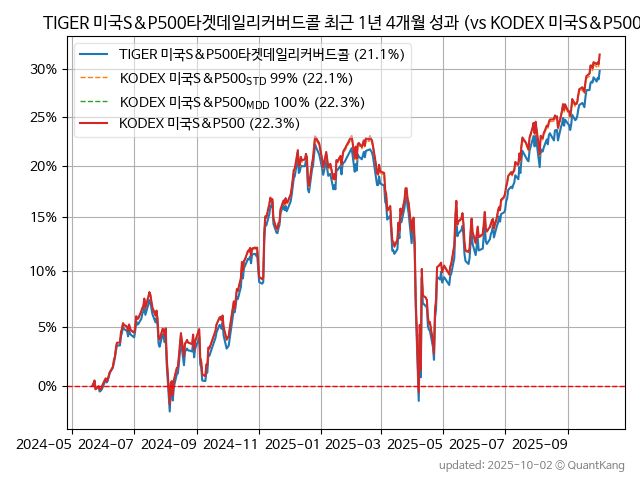 TIGER 미국S&P500타겟데일리커버드콜 최근 1년 4개월 성과 (vs KODEX 미국S&P500
TIGER 미국S&P500타겟데일리커버드콜 (21.1%)
KODEX 미국S&P500STD 99% (22.1%)
KODEX 미국S&P500MDD 100% (22.3%)
KODEX 미국S&P500 (22.3%)
30%
25%
20%
15%
10%
5%
0%
2024-05 2024-07 2024-09 2024-11 2025-01 2025-03 2025-05 2025-07 2025-09
updated: 2025-10-02 © QuantKang